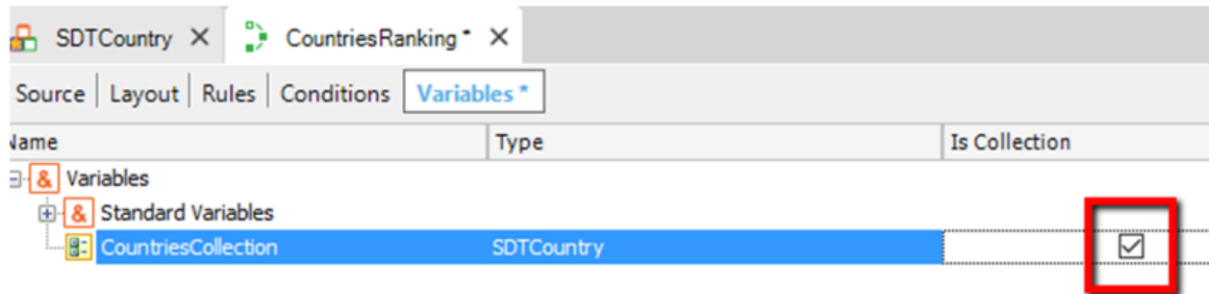 SDTCountry CountriesRanking *
Source Layout Rules Conditions Variables *
Name Type Is Collection
& Variables
& Standard Variables
CountriesCollection SDTCountry